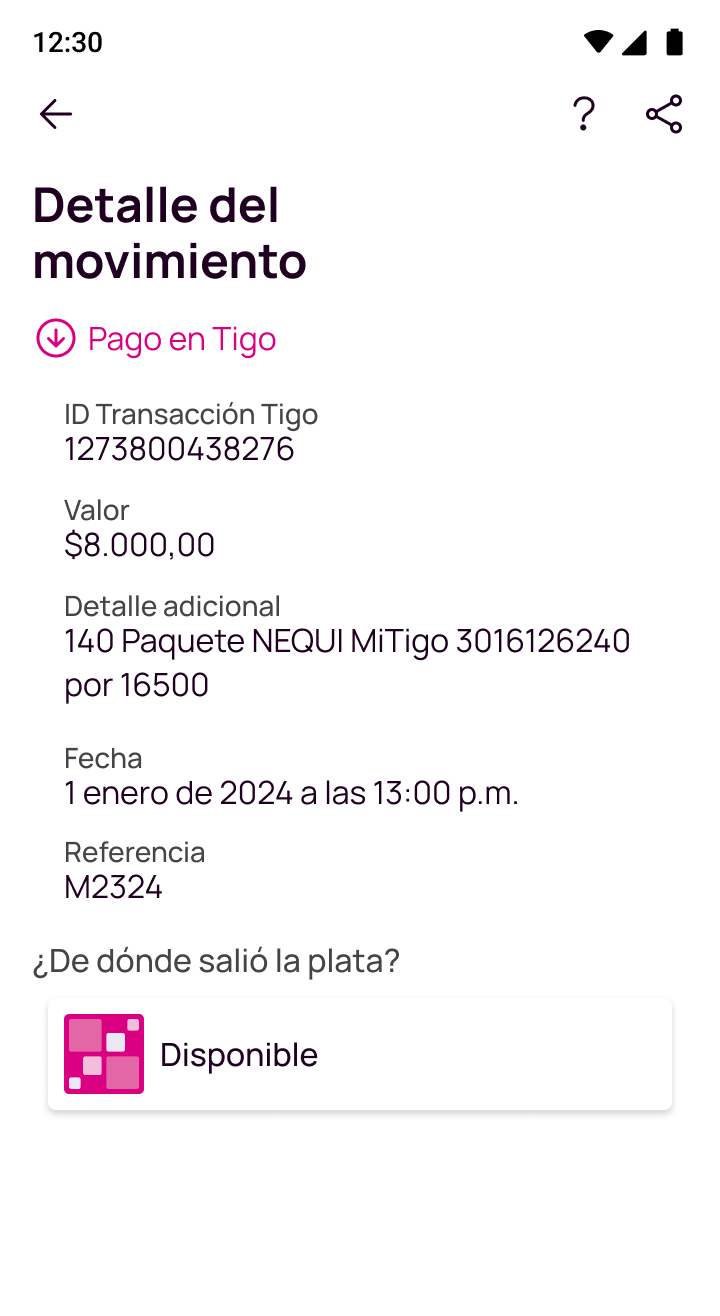 12:30
Detalle del
movimiento
Pago en Tigo
ID Transacción Tigo
1273800438276
Valor
$8.000,00
Detalle adicional
140 Paquete NEQUI MiTigo 3016126240
por 16500
Fecha
1 enero de 2024 a las 13:00 p.m.
Referencia
M2324
¿De dónde salió la plata?
Disponible